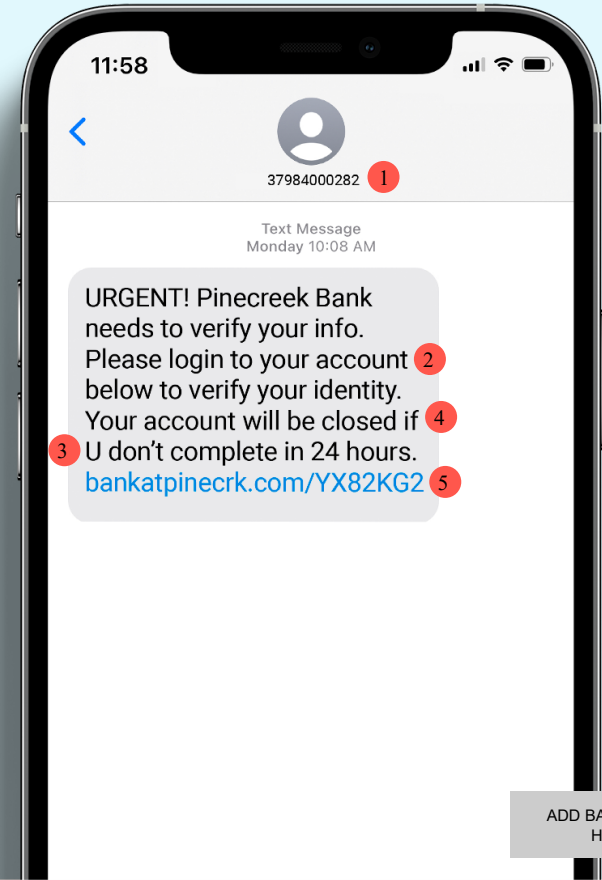 11:58
37984000282 1
Text Message
Monday 10:08 AM
URGENT! Pinecreek Bank
needs to verify your info.
Please login to your account 2
below to verify your identity.
Your account will be closed if 4
3 U don't complete in 24 hours.
bankatpinecrk.com/YX82KG2 5
ADD BA
H